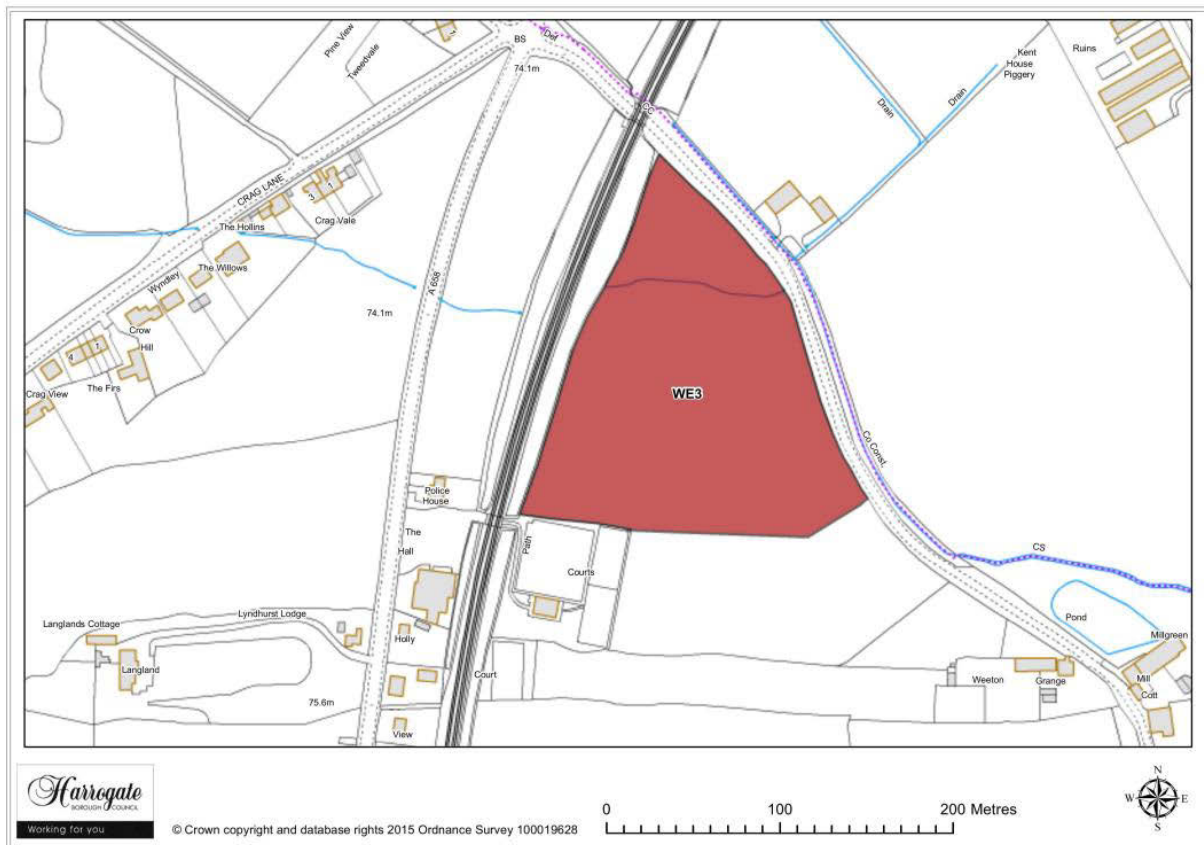 Pine View
Tweedvale
7
BS
Def
74.1m
CC
Kent
House
Piggery
Ruins
Drain
Drain
CRAG LANE
3
1
Crag Vale
The Hollins
The Willows
Wyndley
A 658
74.1m
Crow
Hill
4
1
The Firs
Crag View
WE3
Co Const.
Police
House
The
Hall
Path
Courts
CS
Pond
Millgreen
Langlands Cottage
Lyndhurst Lodge
Holly
Langland
Court
Weeton
Grange
Mill
Cott
75.6m
View
Harrogate
BOROUGH COUNCIL
Working for you
© Crown copyright and database rights 2015 Ordnance Survey 100019628
0 100 200 Metres
N
W E
S